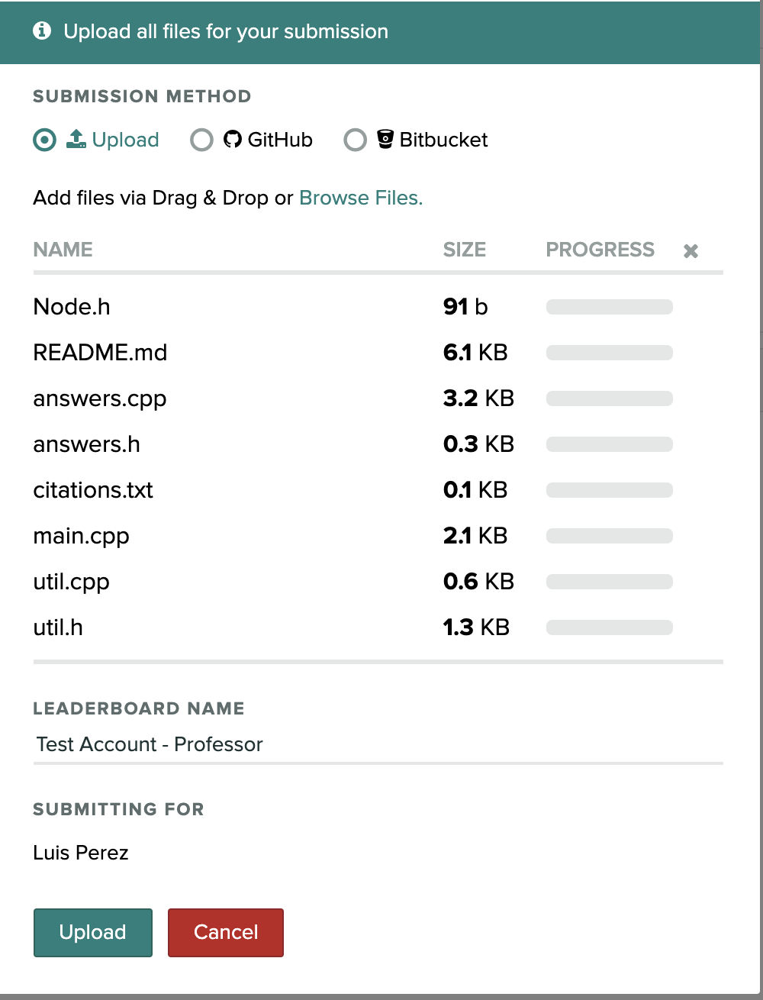 Upload all files for your submission
SUBMISSION METHOD
Upload GitHub Bitbucket
Add files via Drag & Drop or Browse Files.
NAME SIZE PROGRESS
Node.h 91 b
README.md 6.1 KB
answers.cpp 3.2 KB
answers.h 0.3 KB
citations.txt 0.1 KB
main.cpp 2.1 KB
util.cpp 0.6 KB
util.h 1.3 KB
LEADERBOARD NAME
Test Account - Professor
SUBMITTING FOR
Luis Perez
Upload Cancel